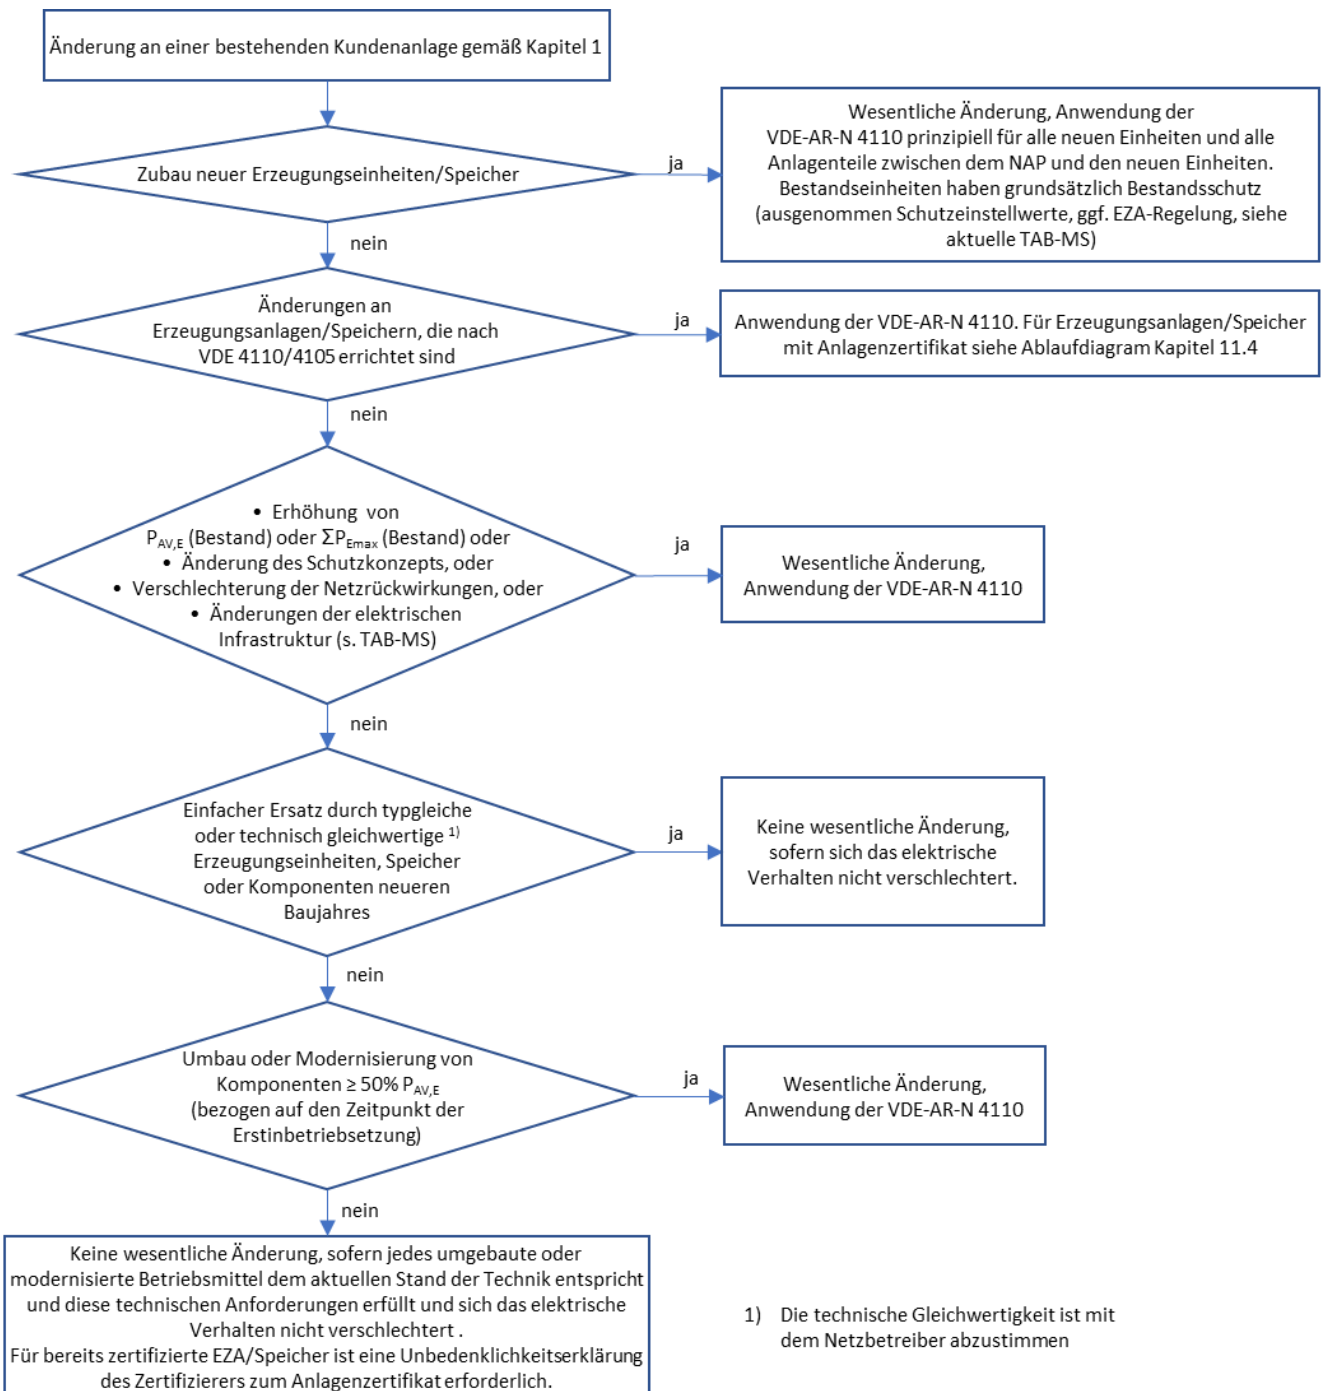 Änderung an einer bestehenden Kundenanlage gemäß Kapitel 1
Zubau neuer Erzeugungseinheiten/Speicher
ja
Wesentliche Änderung, Anwendung der
VDE-AR-N 4110 prinzipiell für alle neuen Einheiten und alle
Anlagenteile zwischen dem NAP und den neuen Einheiten.
Bestandseinheiten haben grundsätzlich Bestandsschutz
(ausgenommen Schutzeinstellwerte, ggf. EZA-Regelung, siehe
aktuelle TAB-MS)
nein
Änderungen an
Erzeugungsanlagen/Speichern, die nach
VDE 4110/4105 errichtet sind
ja
Anwendung der VDE-AR-N 4110. Für Erzeugungsanlagen/Speicher
mit Anlagenzertifikat siehe Ablaufdiagram Kapitel 11.4
nein
• Erhöhung von
P_AV,E (Bestand) oder ΣP_Emax (Bestand) oder
• Änderung des Schutzkonzepts, oder
• Verschlechterung der Netzrückwirkungen, oder
• Änderungen der elektrischen
Infrastruktur (s. TAB-MS)
ja
Wesentliche Änderung,
Anwendung der VDE-AR-N 4110
nein
Einfacher Ersatz durch typgleiche
oder technisch gleichwertige 1)
Erzeugungseinheiten, Speicher
oder Komponenten neueren
Baujahres
ja
Keine wesentliche Änderung,
sofern sich das elektrische
Verhalten nicht verschlechtert.
nein
Umbau oder Modernisierung von
Komponenten ≥ 50% P_AV,E
(bezogen auf den Zeitpunkt der
Erstinbetriebsetzung)
ja
Wesentliche Änderung,
Anwendung der VDE-AR-N 4110
nein
Keine wesentliche Änderung, sofern jedes umgebaute oder
modernisierte Betriebsmittel dem aktuellen Stand der Technik entspricht
und diese technischen Anforderungen erfüllt und sich das elektrische
Verhalten nicht verschlechtert .
Für bereits zertifizierte EZA/Speicher ist eine Unbedenklichkeitserklärung
des Zertifizierers zum Anlagenzertifikat erforderlich.
1) Die technische Gleichwertigkeit ist mit
dem Netzbetreiber abzustimmen